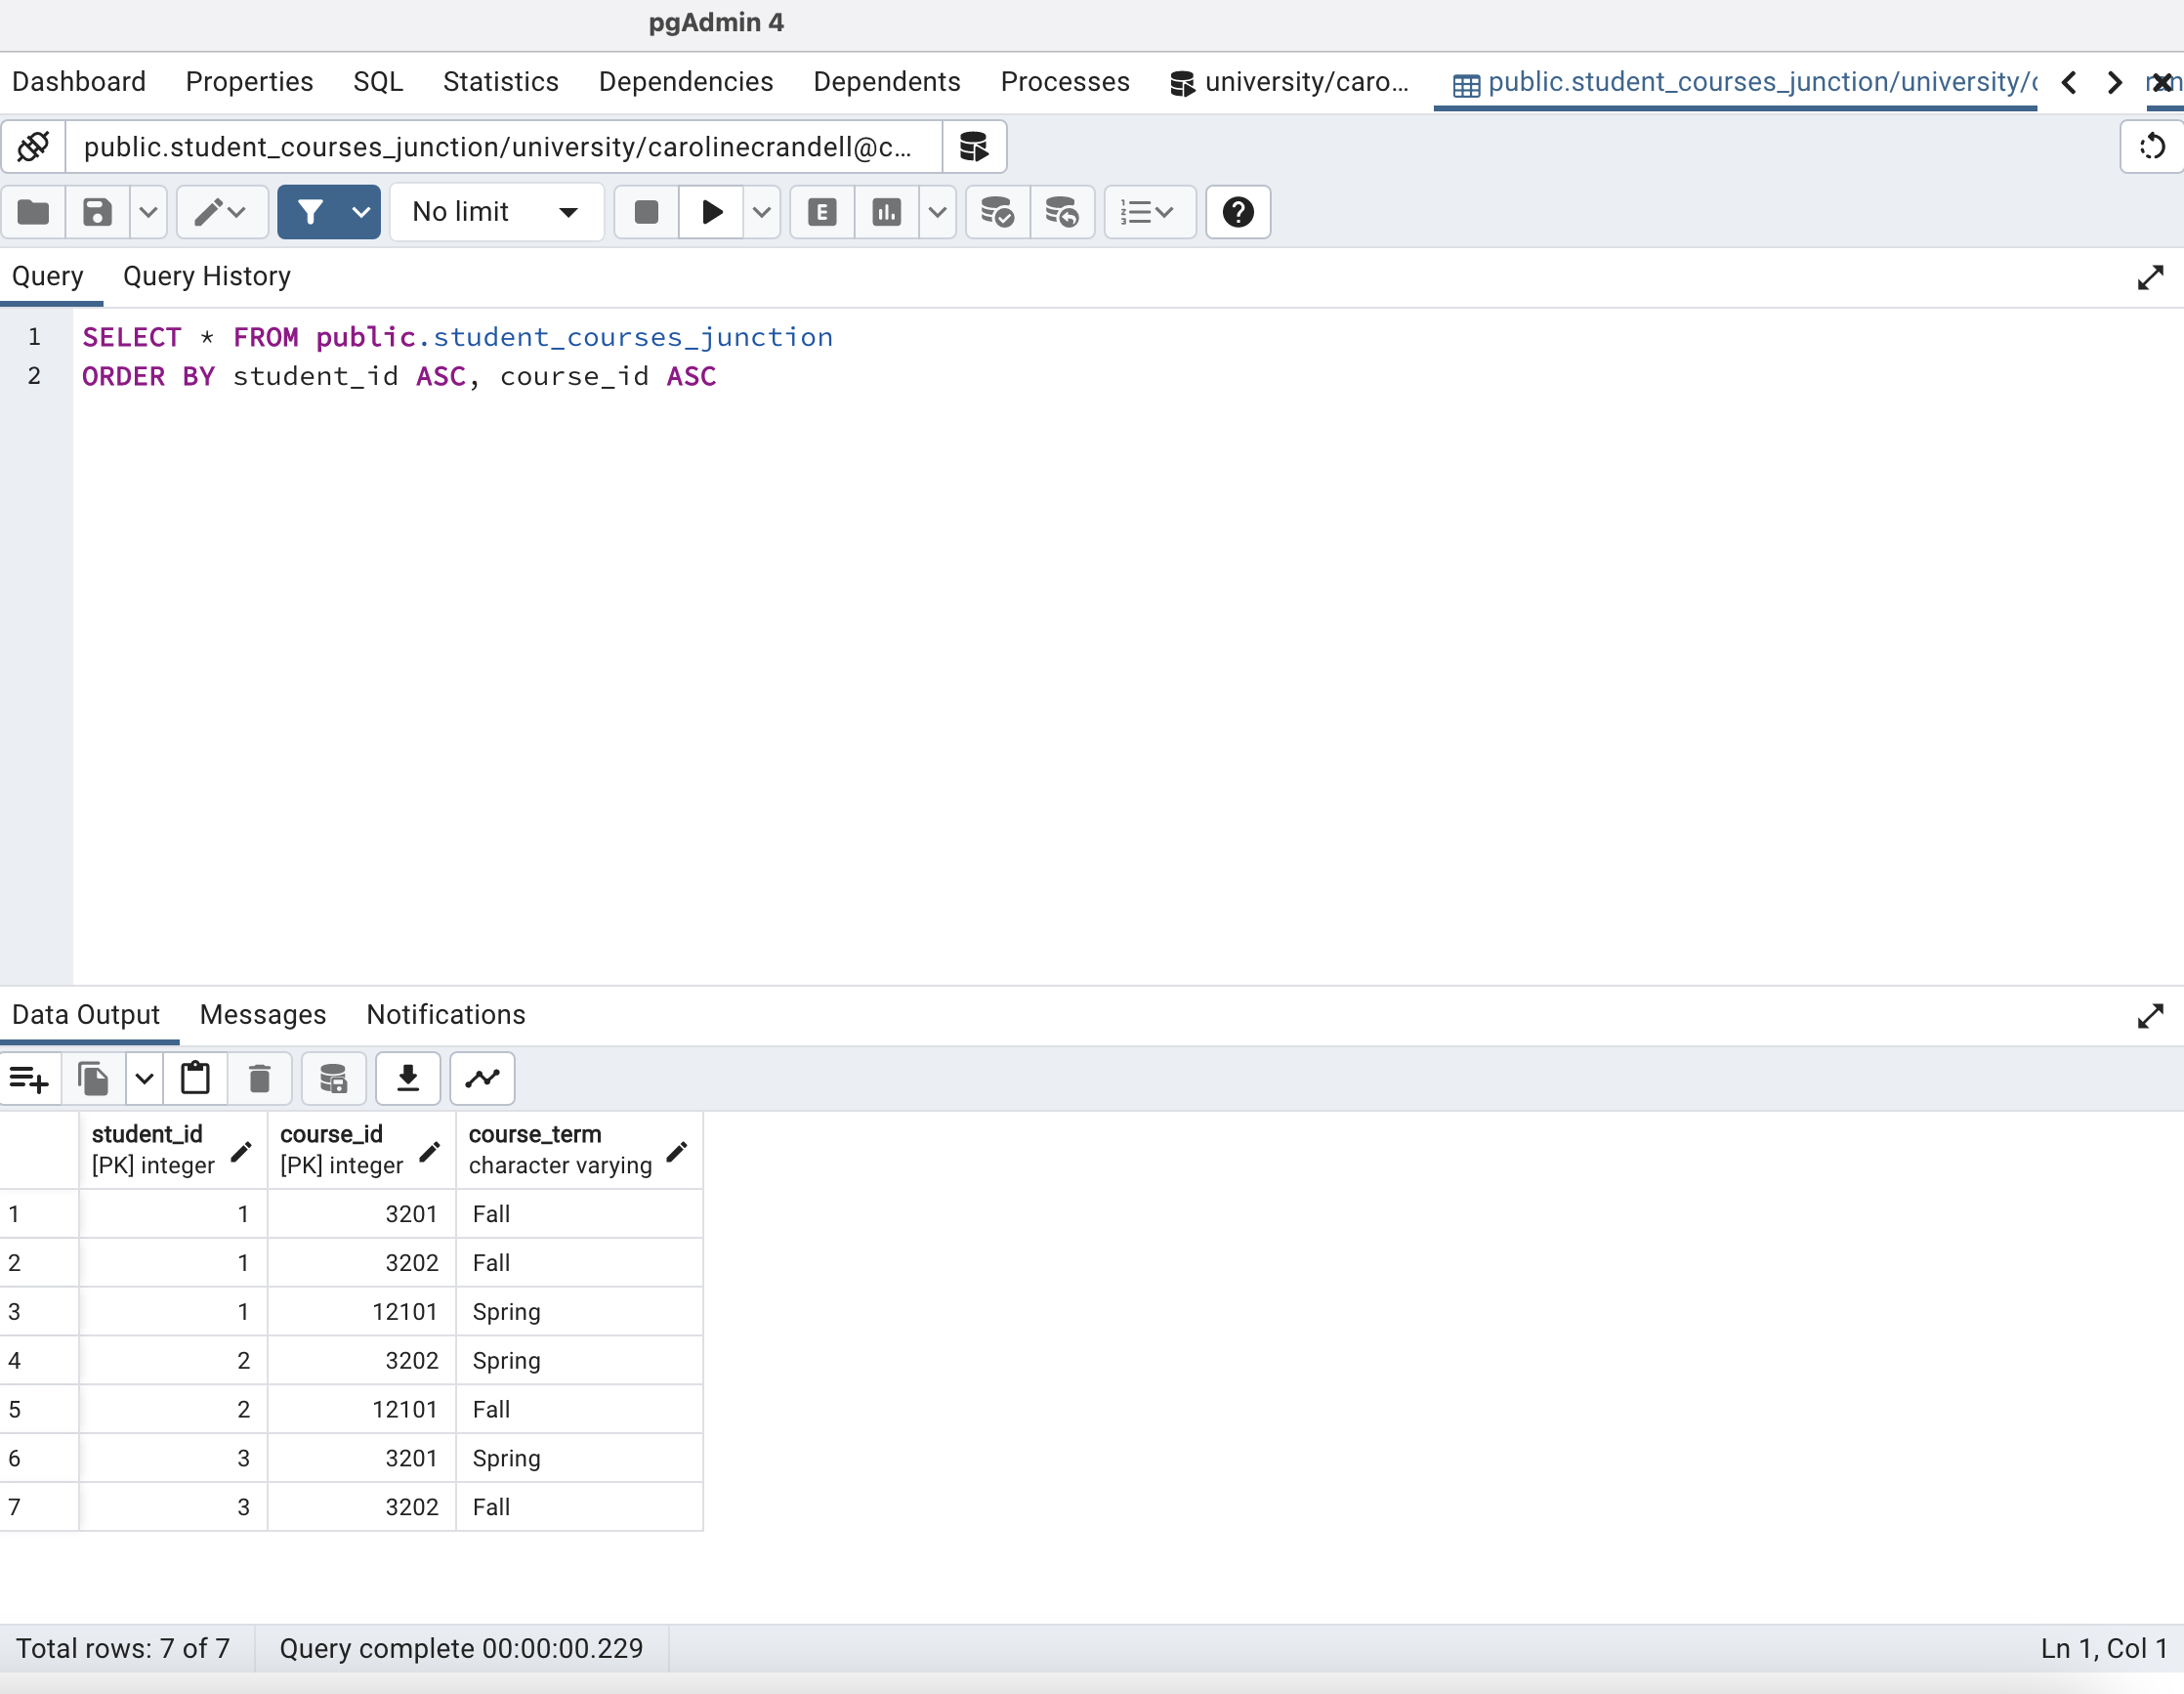 pgAdmin 4
Dashboard Properties SQL Statistics Dependencies Dependents Processes university/caro... public.student_courses_junction/university/c
public.student_courses_junction/university/carolinecrandell@c...
No limit
Query Query History
1 SELECT * FROM public.student_courses_junction
2 ORDER BY student_id ASC, course_id ASC
Data Output Messages Notifications
student_id course_id course_term
[PK] integer [PK] integer character varying
1 1 3201 Fall
2 1 3202 Fall
3 1 12101 Spring
4 2 3202 Spring
5 2 12101 Fall
6 3 3201 Spring
7 3 3202 Fall
Total rows: 7 of 7 Query complete 00:00:00.229 Ln 1, Col 1